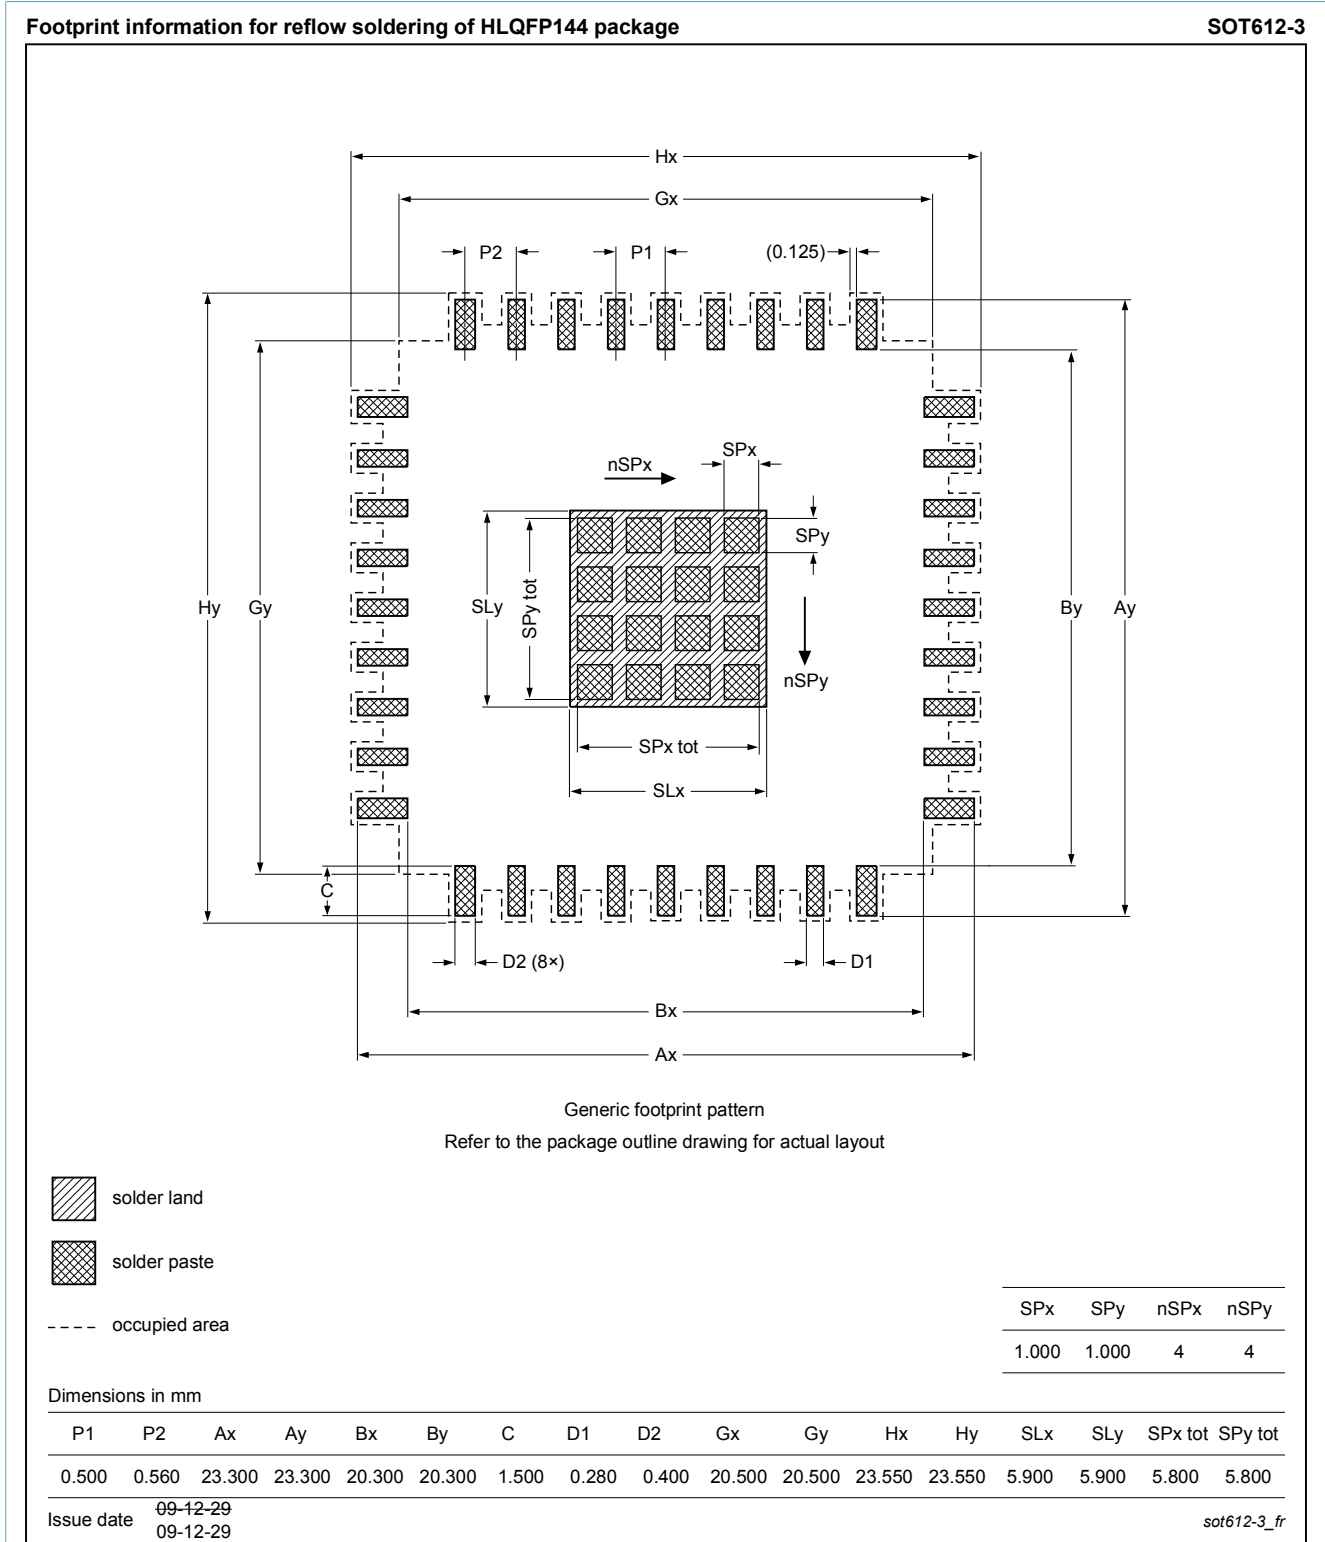 Footprint information for reflow soldering of HLQFP144 package SOT612-3
Hx
Gx
P2 P1 (0.125)
SPx
nSPx
SPy
SPy tot
SLy
Hy Gy By Ay
nSPy
SPx tot
SLx
C
D2 (8×) D1
Bx
Ax
Generic footprint pattern
Refer to the package outline drawing for actual layout
solder land
solder paste
occupied area
SPx SPy nSPx nSPy
1.000 1.000 4 4
Dimensions in mm
P1 P2 Ax Ay Bx By C D1 D2 Gx Gy Hx Hy SLx SLy SPx tot SPy tot
0.500 0.560 23.300 23.300 20.300 20.300 1.500 0.280 0.400 20.500 20.500 23.550 23.550 5.900 5.900 5.800 5.800
Issue date 09-12-29
09-12-29
sot612-3_fr